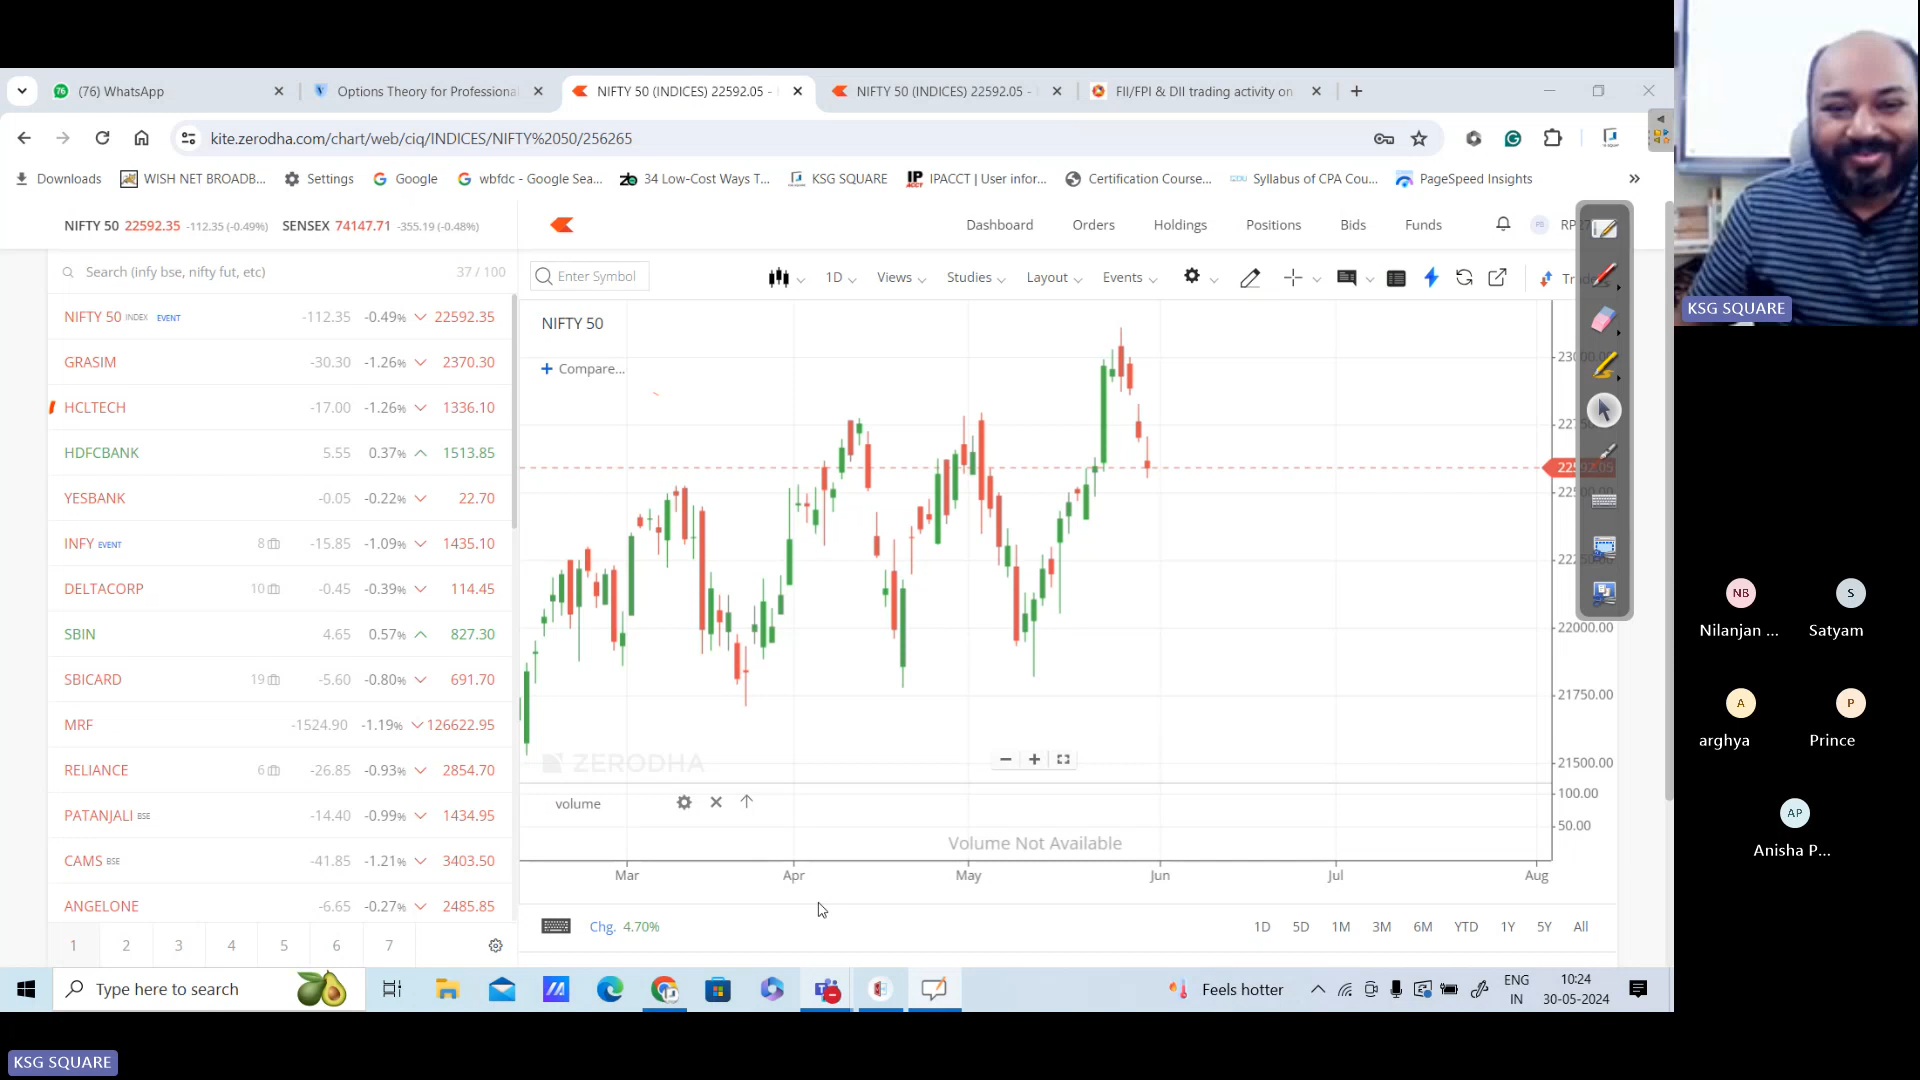 (76) WhatsApp
Options Theory for Professional
NIFTY 50 (INDICES) 22592.05 -
NIFTY 50 (INDICES) 22592.05 -
FII/FPI & DII trading activity on
kite.zerodha.com/chart/web/ciq/INDICES/NIFTY%2050/256265
Downloads
WISH NET BROADB...
Settings
Google
wbfdc - Google Sea...
34 Low-Cost Ways T...
KSG SQUARE
IPACCT | User infor...
Certification Course...
Syllabus of CPA Cou...
PageSpeed Insights
NIFTY 50 22592.35 -112.35 (-0.49%) SENSEX 74147.71 -355.19 (-0.48%)
Dashboard Orders Holdings Positions Bids Funds
Search (infy bse, nifty fut, etc) 37 / 100
NIFTY 50 INDEX EVENT -112.35 -0.49% 22592.35
GRASIM -30.30 -1.26% 2370.30
HCLTECH -17.00 -1.26% 1336.10
HDFCBANK 5.55 0.37% 1513.85
YESBANK -0.05 -0.22% 22.70
INFY EVENT 8 -15.85 -1.09% 1435.10
DELTACORP 10 -0.45 -0.39% 114.45
SBIN 4.65 0.57% 827.30
SBICARD 19 -5.60 -0.80% 691.70
MRF -1524.90 -1.19% 126622.95
RELIANCE 6 -26.85 -0.93% 2854.70
PATANJALI BSE -14.40 -0.99% 1434.95
CAMS BSE -41.85 -1.21% 3403.50
ANGELONE -6.65 -0.27% 2485.85
1 2 3 4 5 6 7
Enter Symbol
1D Views Studies Layout Events
NIFTY 50
Compare...
22000.00
21750.00
21500.00
ZERODHA
volume
100.00
50.00
Volume Not Available
Mar Apr May Jun Jul Aug
Chg. 4.70%
1D 5D 1M 3M 6M YTD 1Y 5Y All
Type here to search
Feels hotter
ENG
IN
10:24
30-05-2024
KSG SQUARE
NB
Nilanjan ...
S
Satyam
A
arghya
P
Prince
AP
Anisha P...
KSG SQUARE